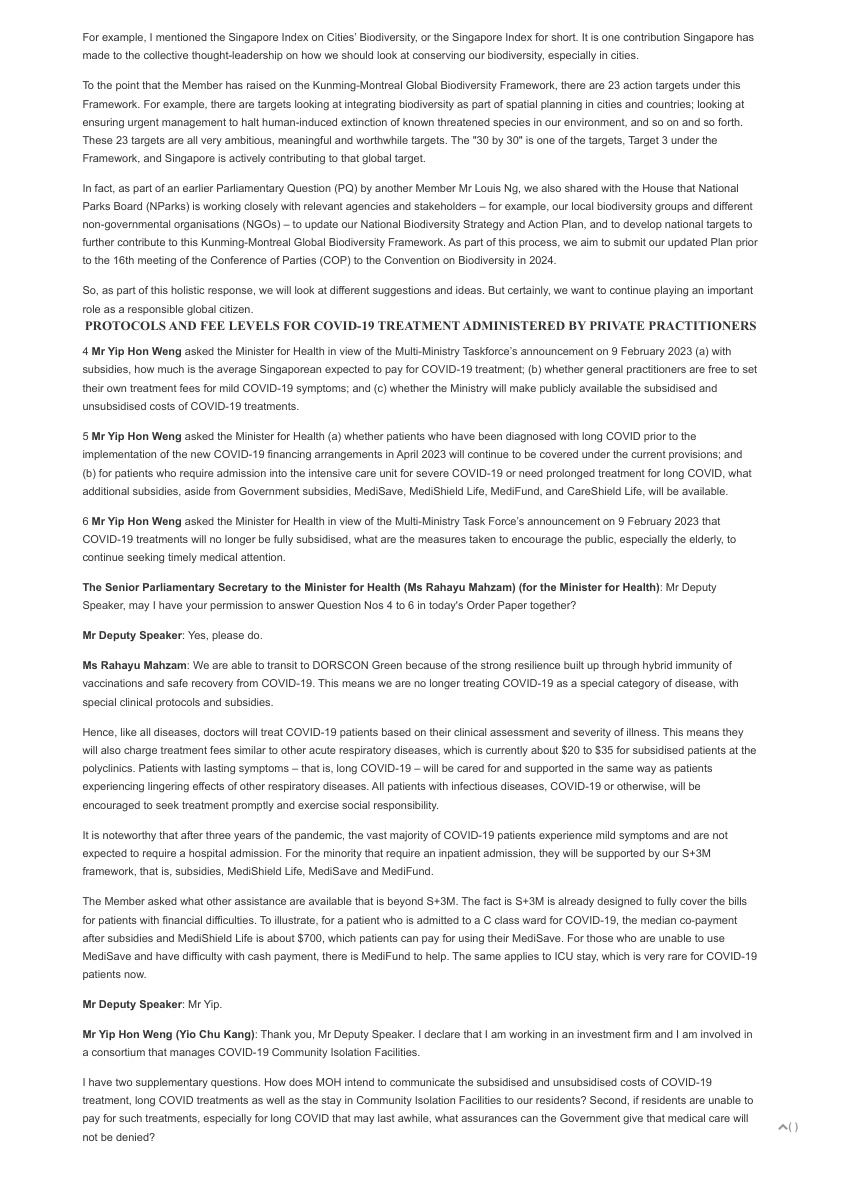 For example, I mentioned the Singapore Index on Cities’ Biodiversity, or the Singapore Index for short. It is one contribution Singapore has
made to the collective thought-leadership on how we should look at conserving our biodiversity, especially in cities.
To the point that the Member has raised on the Kunming-Montreal Global Biodiversity Framework, there are 23 action targets under this
Framework. For example, there are targets looking at integrating biodiversity as part of spatial planning in cities and countries; looking at
ensuring urgent management to halt human-induced extinction of known threatened species in our environment, and so on and so forth.
These 23 targets are all very ambitious, meaningful and worthwhile targets. The "30 by 30" is one of the targets, Target 3 under the
Framework, and Singapore is actively contributing to that global target.
In fact, as part of an earlier Parliamentary Question (PQ) by another Member Mr Louis Ng, we also shared with the House that National
Parks Board (NParks) is working closely with relevant agencies and stakeholders – for example, our local biodiversity groups and different
non-governmental organisations (NGOs) – to update our National Biodiversity Strategy and Action Plan, and to develop national targets to
further contribute to this Kunming-Montreal Global Biodiversity Framework. As part of this process, we aim to submit our updated Plan prior
to the 16th meeting of the Conference of Parties (COP) to the Convention on Biodiversity in 2024.
So, as part of this holistic response, we will look at different suggestions and ideas. But certainly, we want to continue playing an important
role as a responsible global citizen.
PROTOCOLS AND FEE LEVELS FOR COVID-19 TREATMENT ADMINISTERED BY PRIVATE PRACTITIONERS
4 Mr Yip Hon Weng asked the Minister for Health in view of the Multi-Ministry Taskforce’s announcement on 9 February 2023 (a) with
subsidies, how much is the average Singaporean expected to pay for COVID-19 treatment; (b) whether general practitioners are free to set
their own treatment fees for mild COVID-19 symptoms; and (c) whether the Ministry will make publicly available the subsidised and
unsubsidised costs of COVID-19 treatments.
5 Mr Yip Hon Weng asked the Minister for Health (a) whether patients who have been diagnosed with long COVID prior to the
implementation of the new COVID-19 financing arrangements in April 2023 will continue to be covered under the current provisions; and
(b) for patients who require admission into the intensive care unit for severe COVID-19 or need prolonged treatment for long COVID, what
additional subsidies, aside from Government subsidies, MediSave, MediShield Life, MediFund, and CareShield Life, will be available.
6 Mr Yip Hon Weng asked the Minister for Health in view of the Multi-Ministry Task Force’s announcement on 9 February 2023 that
COVID-19 treatments will no longer be fully subsidised, what are the measures taken to encourage the public, especially the elderly, to
continue seeking timely medical attention.
The Senior Parliamentary Secretary to the Minister for Health (Ms Rahayu Mahzam) (for the Minister for Health): Mr Deputy
Speaker, may I have your permission to answer Question Nos 4 to 6 in today's Order Paper together?
Mr Deputy Speaker: Yes, please do.
Ms Rahayu Mahzam: We are able to transit to DORSCON Green because of the strong resilience built up through hybrid immunity of
vaccinations and safe recovery from COVID-19. This means we are no longer treating COVID-19 as a special category of disease, with
special clinical protocols and subsidies.
Hence, like all diseases, doctors will treat COVID-19 patients based on their clinical assessment and severity of illness. This means they
will also charge treatment fees similar to other acute respiratory diseases, which is currently about $20 to $35 for subsidised patients at the
polyclinics. Patients with lasting symptoms – that is, long COVID-19 – will be cared for and supported in the same way as patients
experiencing lingering effects of other respiratory diseases. All patients with infectious diseases, COVID-19 or otherwise, will be
encouraged to seek treatment promptly and exercise social responsibility.
It is noteworthy that after three years of the pandemic, the vast majority of COVID-19 patients experience mild symptoms and are not
expected to require a hospital admission. For the minority that require an inpatient admission, they will be supported by our S+3M
framework, that is, subsidies, MediShield Life, MediSave and MediFund.
The Member asked what other assistance are available that is beyond S+3M. The fact is S+3M is already designed to fully cover the bills
for patients with financial difficulties. To illustrate, for a patient who is admitted to a C class ward for COVID-19, the median co-payment
after subsidies and MediShield Life is about $700, which patients can pay for using their MediSave. For those who are unable to use
MediSave and have difficulty with cash payment, there is MediFund to help. The same applies to ICU stay, which is very rare for COVID-19
patients now.
Mr Deputy Speaker: Mr Yip.
Mr Yip Hon Weng (Yio Chu Kang): Thank you, Mr Deputy Speaker. I declare that I am working in an investment firm and I am involved in
a consortium that manages COVID-19 Community Isolation Facilities.
I have two supplementary questions. How does MOH intend to communicate the subsidised and unsubsidised costs of COVID-19
treatment, long COVID treatments as well as the stay in Community Isolation Facilities to our residents? Second, if residents are unable to
pay for such treatments, especially for long COVID that may last awhile, what assurances can the Government give that medical care will
not be denied?
( )